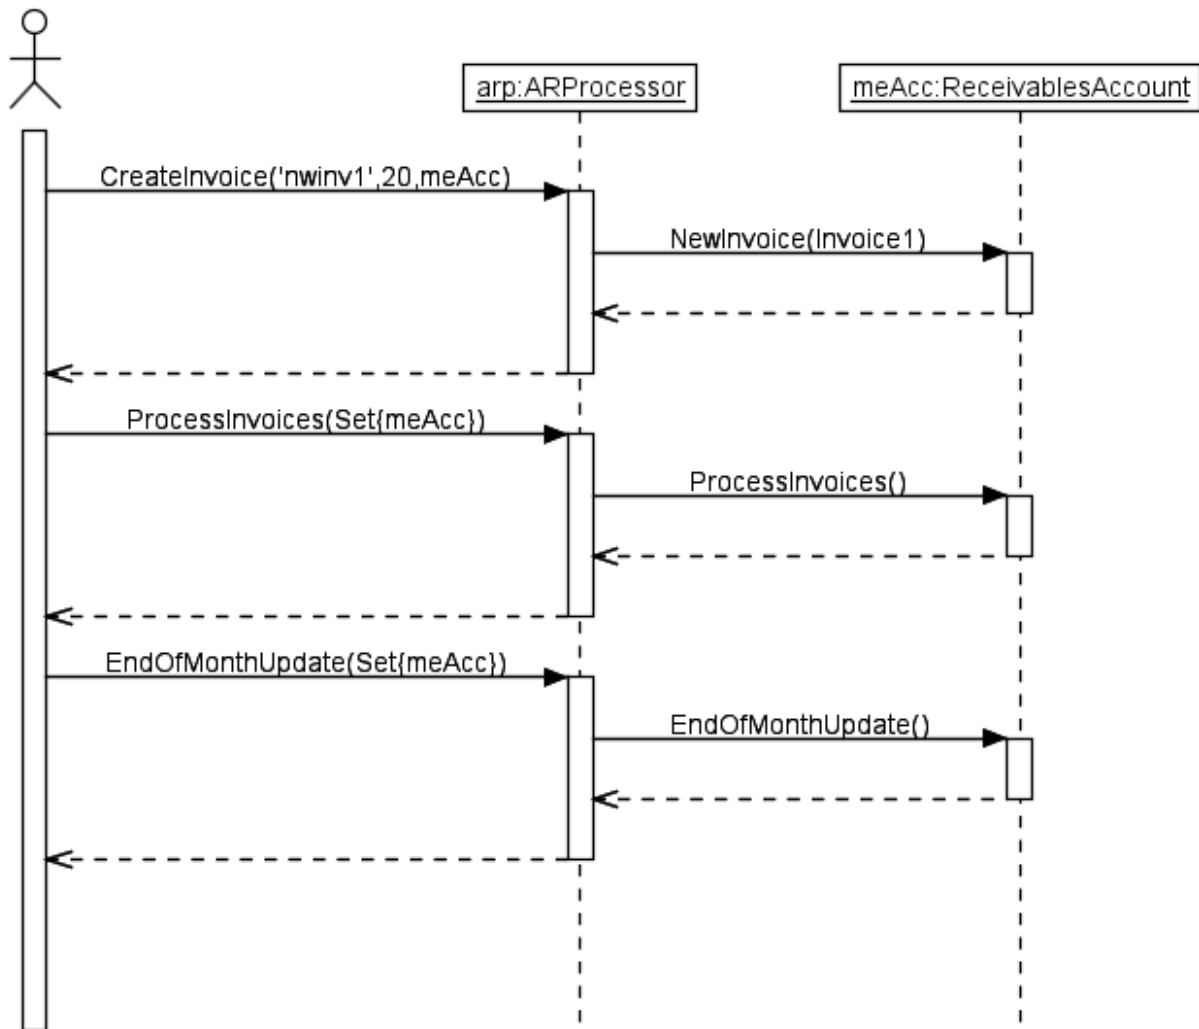 arp:ARProcessor
meAcc:ReceivablesAccount
CreateInvoice('nwinv1',20,meAcc)
NewInvoice(Invoice1)
ProcessInvoices(Set{meAcc})
ProcessInvoices()
EndOfMonthUpdate(Set{meAcc})
EndOfMonthUpdate()